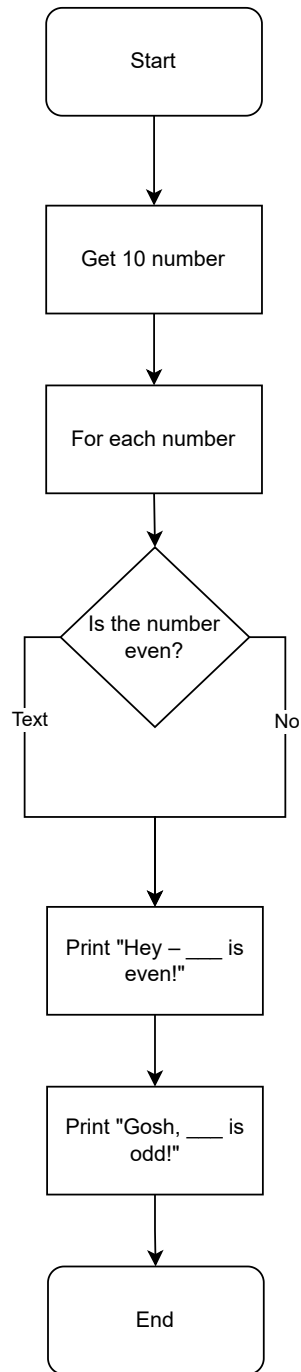 Start
Get 10 number
For each number
Is the number
even?
Text
No
Print "Hey – ___ is
even!"
Print "Gosh, ___ is
odd!"
End